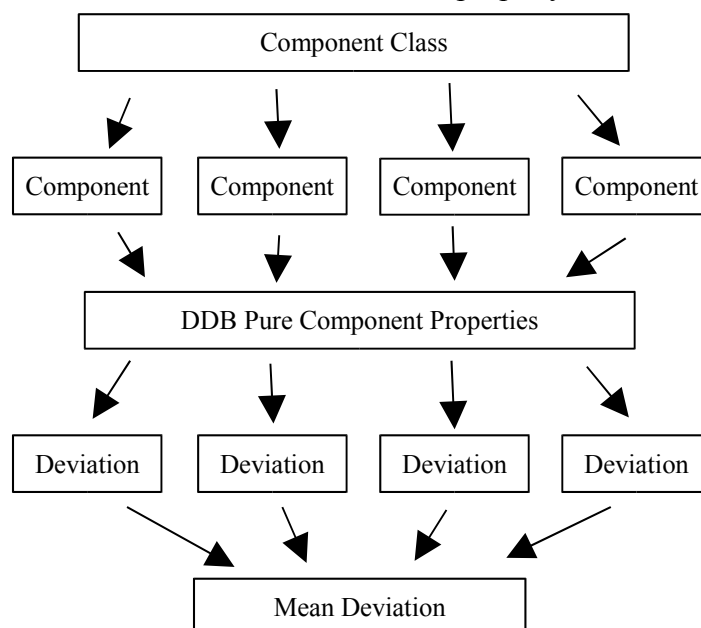 Component Class
Component Component Component Component
DDB Pure Component Properties
Deviation Deviation Deviation Deviation
Mean Deviation